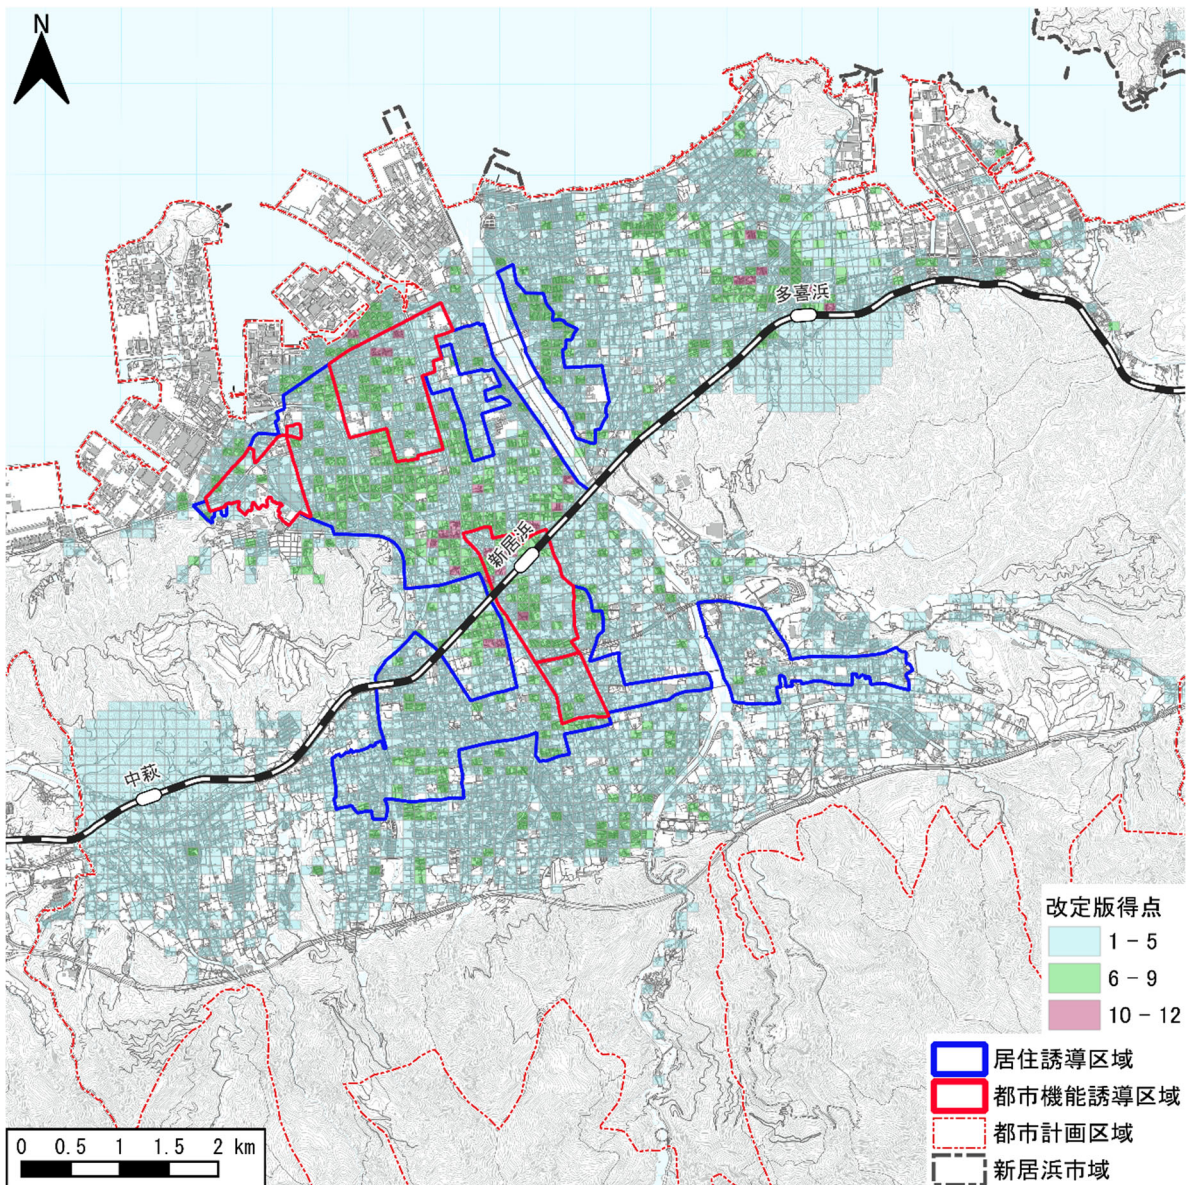 N
多喜浜
新居浜
中萩
改定版得点
1 - 5
6 - 9
10 - 12
居住誘導区域
都市機能誘導区域
都市計画区域
新居浜市域
0 0.5 1 1.5 2 km